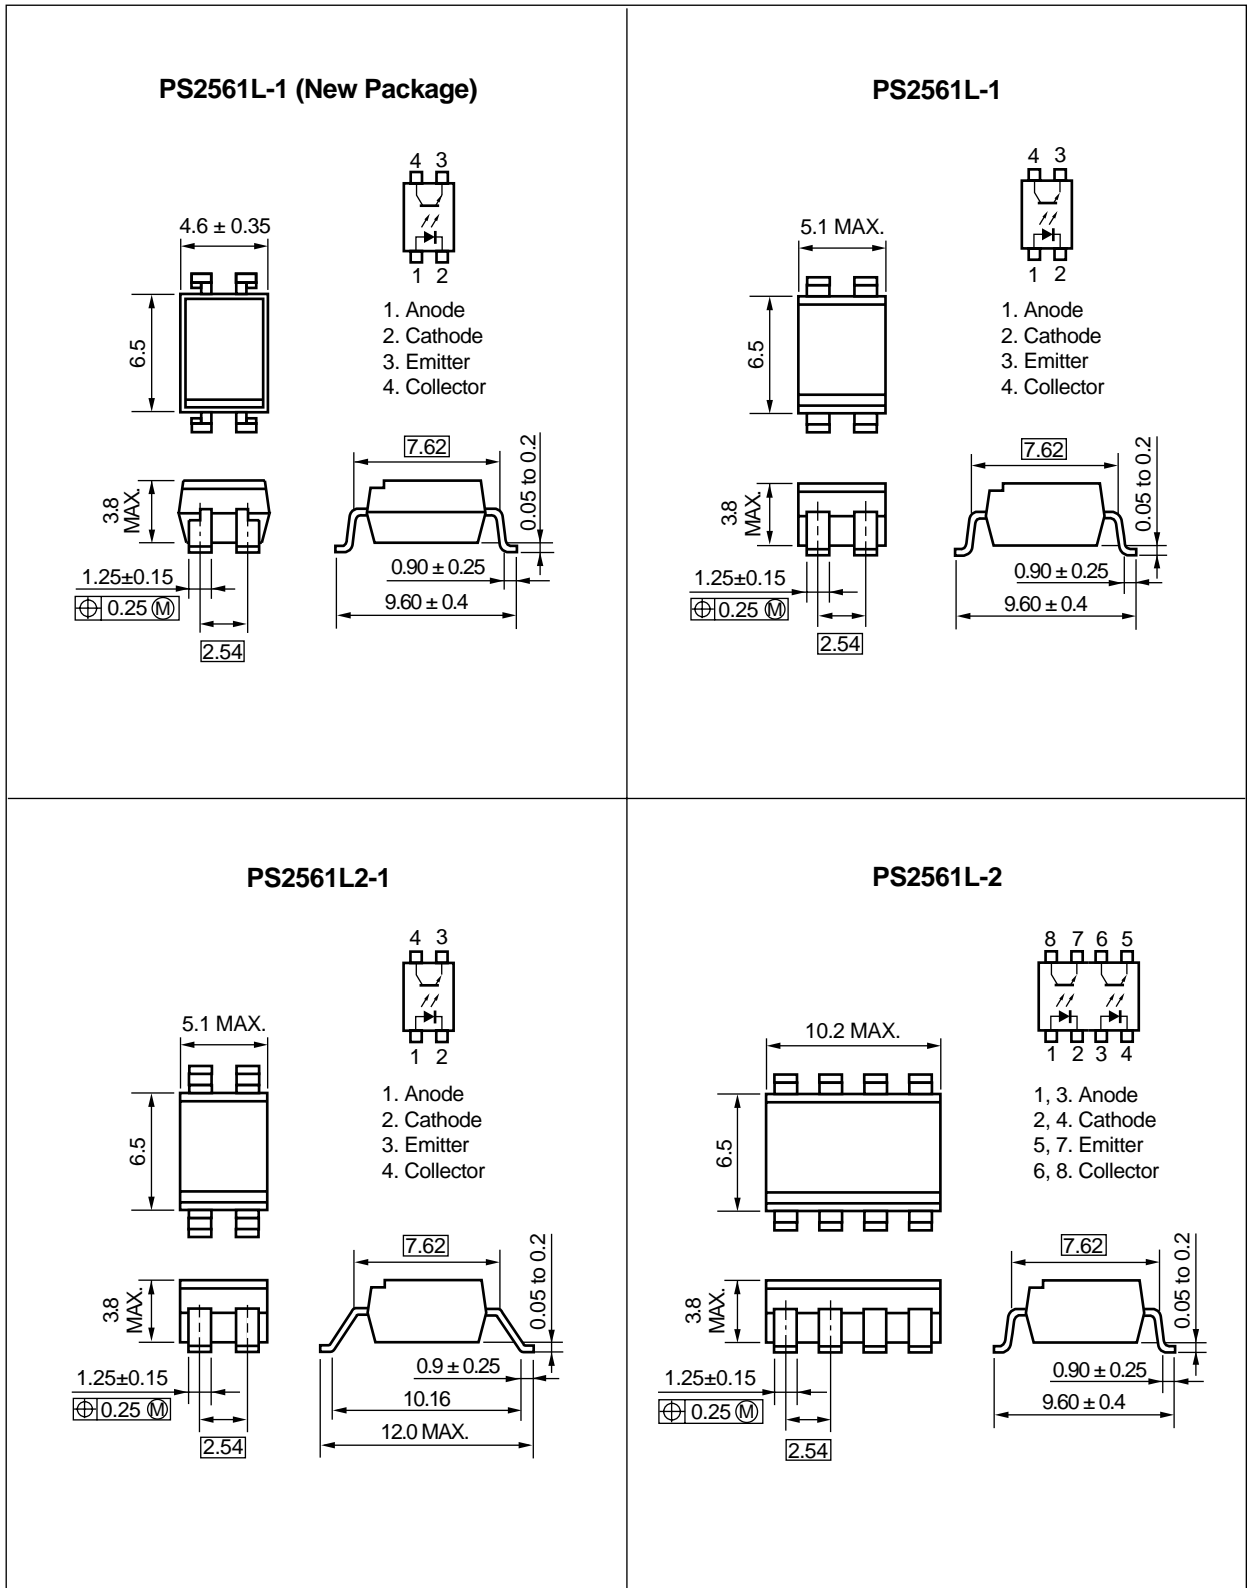 PS2561L-1 (New Package)
4 3
1 2
4.6 ± 0.35
6.5
1. Anode
2. Cathode
3. Emitter
4. Collector
7.62
3.8
MAX.
0.05 to 0.2
1.25±0.15
0.25 Ⓜ
2.54
0.90 ± 0.25
9.60 ± 0.4
PS2561L-1
4 3
1 2
5.1 MAX.
6.5
1. Anode
2. Cathode
3. Emitter
4. Collector
7.62
3.8
MAX.
0.05 to 0.2
1.25±0.15
0.25 Ⓜ
2.54
0.90 ± 0.25
9.60 ± 0.4
PS2561L2-1
4 3
1 2
5.1 MAX.
6.5
1. Anode
2. Cathode
3. Emitter
4. Collector
7.62
3.8
MAX.
0.05 to 0.2
1.25±0.15
0.25 Ⓜ
2.54
0.9 ± 0.25
10.16
12.0 MAX.
PS2561L-2
8 7 6 5
1 2 3 4
10.2 MAX.
6.5
1, 3. Anode
2, 4. Cathode
5, 7. Emitter
6, 8. Collector
7.62
3.8
MAX.
0.05 to 0.2
1.25±0.15
0.25 Ⓜ
2.54
0.90 ± 0.25
9.60 ± 0.4